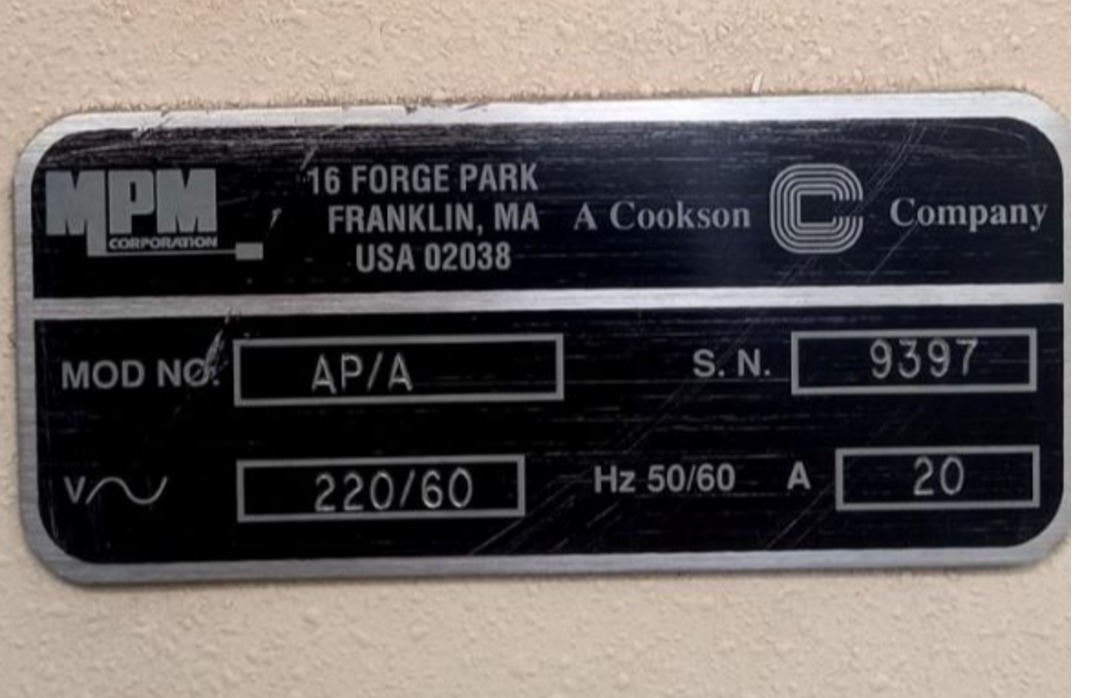 MPM
CORPORATION
16 FORGE PARK
FRANKLIN, MA
USA 02038
A Cookson C Company
MOD NO. AP/A
S. N. 9397
V 220/60
Hz 50/60 A 20